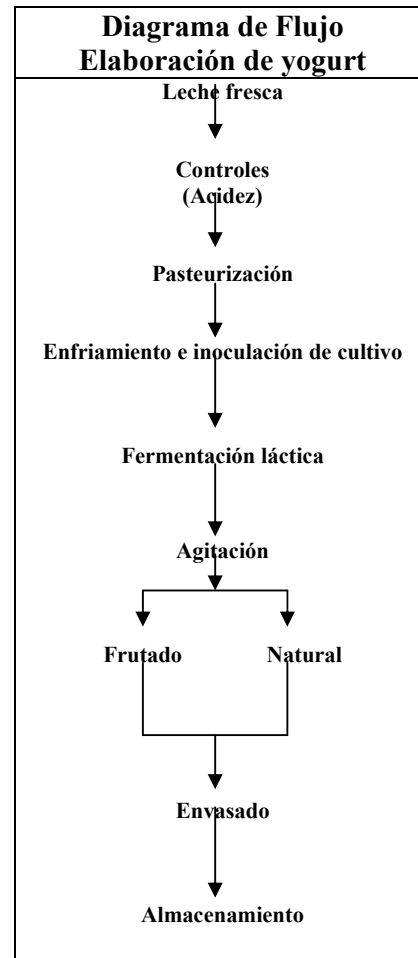 Diagrama de Flujo
Elaboración de yogurt
Leche fresca
Controles
(Acidez)
Pasteurización
Enfriamiento e inoculación de cultivo
Fermentación láctica
Agitación
Frutado Natural
Envasado
Almacenamiento